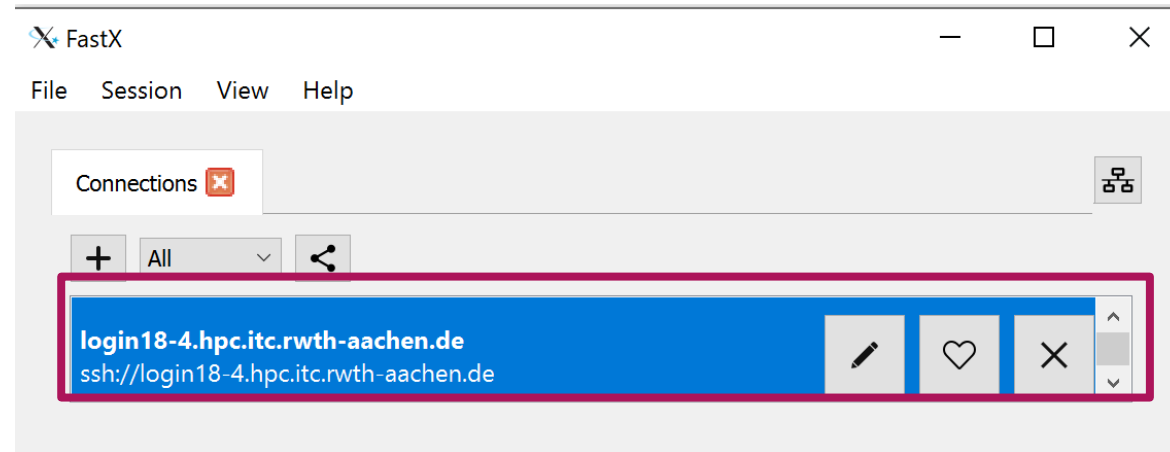 FastX
File Session View Help
Connections
All
login18-4.hpc.itc.rwth-aachen.de
ssh://login18-4.hpc.itc.rwth-aachen.de